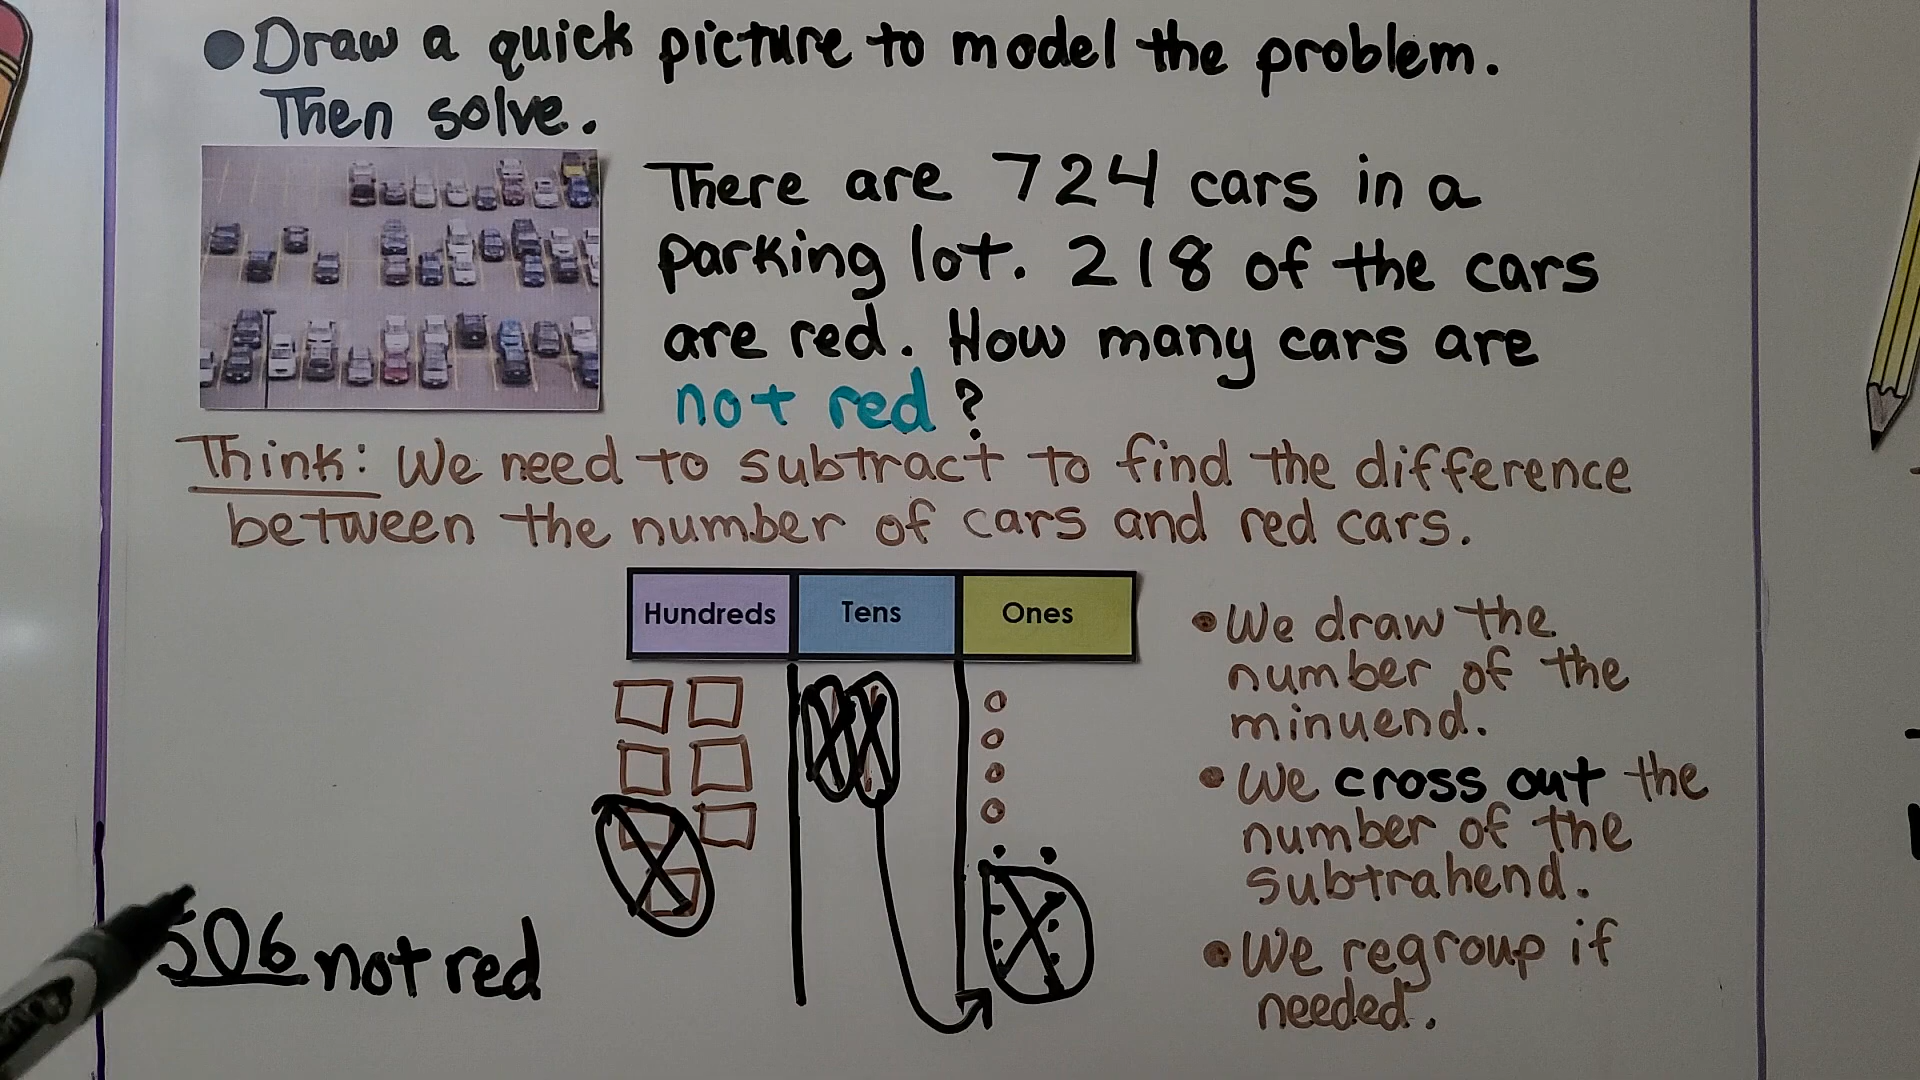 Draw a quick picture to model the problem.
Then solve.
There are 724 cars in a
parking lot. 218 of the cars
are red. How many cars are
not red?
Think: We need to subtract to find the difference
between the number of cars and red cars.
Hundreds Tens Ones
We draw the
number of the
minuend.
We cross out the
number of the
subtrahend.
We regroup if
needed.
506 not red